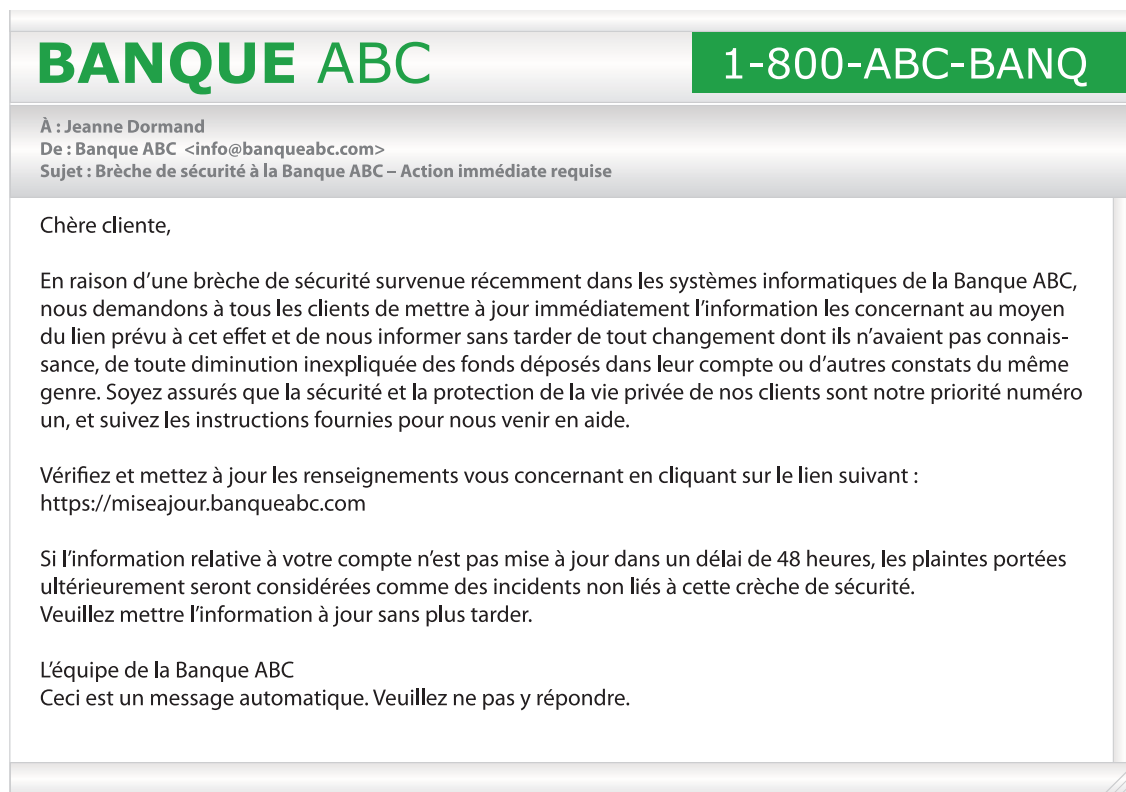 BANQUE ABC
1-800-ABC-BANQ
À : Jeanne Dormand
De : Banque ABC <info@banqueabc.com>
Sujet : Brèche de sécurité à la Banque ABC – Action immédiate requise
Chère cliente,
En raison d’une brèche de sécurité survenue récemment dans les systèmes informatiques de la Banque ABC,
nous demandons à tous les clients de mettre à jour immédiatement l’information les concernant au moyen
du lien prévu à cet effet et de nous informer sans tarder de tout changement dont ils n’avaient pas connais-
sance, de toute diminution inexpliquée des fonds déposés dans leur compte ou d’autres constats du même
genre. Soyez assurés que la sécurité et la protection de la vie privée de nos clients sont notre priorité numéro
un, et suivez les instructions fournies pour nous venir en aide.
Vérifiez et mettez à jour les renseignements vous concernant en cliquant sur le lien suivant :
https://miseajour.banqueabc.com
Si l’information relative à votre compte n’est pas mise à jour dans un délai de 48 heures, les plaintes portées
ultérieurement seront considérées comme des incidents non liés à cette crèche de sécurité.
Veuillez mettre l’information à jour sans plus tarder.
L’équipe de la Banque ABC
Ceci est un message automatique. Veuillez ne pas y répondre.